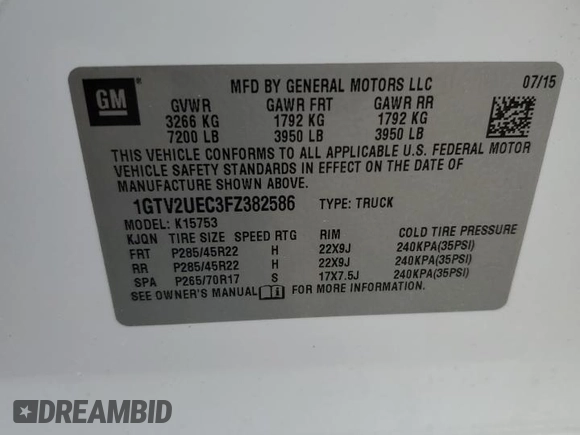 GM
MFD BY GENERAL MOTORS LLC 07/15
GVWR GAWR FRT GAWR RR
3266 KG 1792 KG 1792 KG
7200 LB 3950 LB 3950 LB
THIS VEHICLE CONFORMS TO ALL APPLICABLE U.S. FEDERAL MOTOR
VEHICLE SAFETY STANDARDS IN EFFECT ON THE DATE OF
MANUFACTURE SHOWN ABOVE.
1GTV2UEC3FZ382586 TYPE: TRUCK
MODEL: K15753
KJQN TIRE SIZE SPEED RTG RIM COLD TIRE PRESSURE
FRT P285/45R22 H 22X9J 240KPA(35PSI)
RR P285/45R22 H 22X9J 240KPA(35PSI)
SPA P265/70R17 S 17X7.5J 240KPA(35PSI)
SEE OWNER'S MANUAL FOR MORE INFORMATION.
DREAMBID